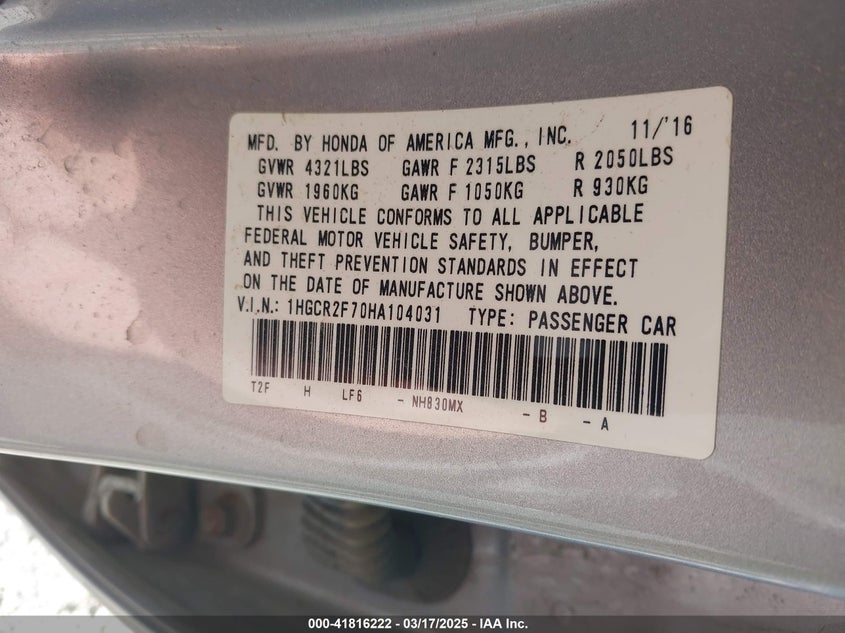 MFD. BY HONDA OF AMERICA MFG., INC. 11/'16
GVWR 4321LBS GAWR F 2315LBS R 2050LBS
GVWR 1960KG GAWR F 1050KG R 930KG
THIS VEHICLE CONFORMS TO ALL APPLICABLE
FEDERAL MOTOR VEHICLE SAFETY, BUMPER,
AND THEFT PREVENTION STANDARDS IN EFFECT
ON THE DATE OF MANUFACTURE SHOWN ABOVE.
V.I.N.: 1HGCR2F70HA104031 TYPE: PASSENGER CAR
T2F H LF6 - NH830MX - B - A
000-41816222 - 03/17/2025 - IAA Inc.